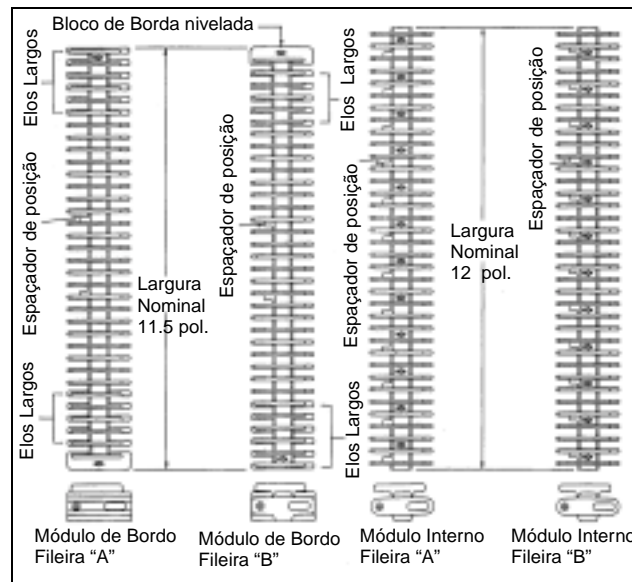 Bloco de Borda nivelada
Elos Largos
Espaçador de posição
Elos Largos
Largura
Nominal
11.5 pol.
Espaçador de posição
Elos Largos
Elos Largos
Elos Largos
Espaçador de posição
Elos Largos
Largura
Nominal
12 pol.
Espaçador de posição
Módulo de Bordo
Fileira “A”
Módulo de Bordo
Fileira “B”
Módulo Interno
Fileira “A”
Módulo Interno
Fileira “B”